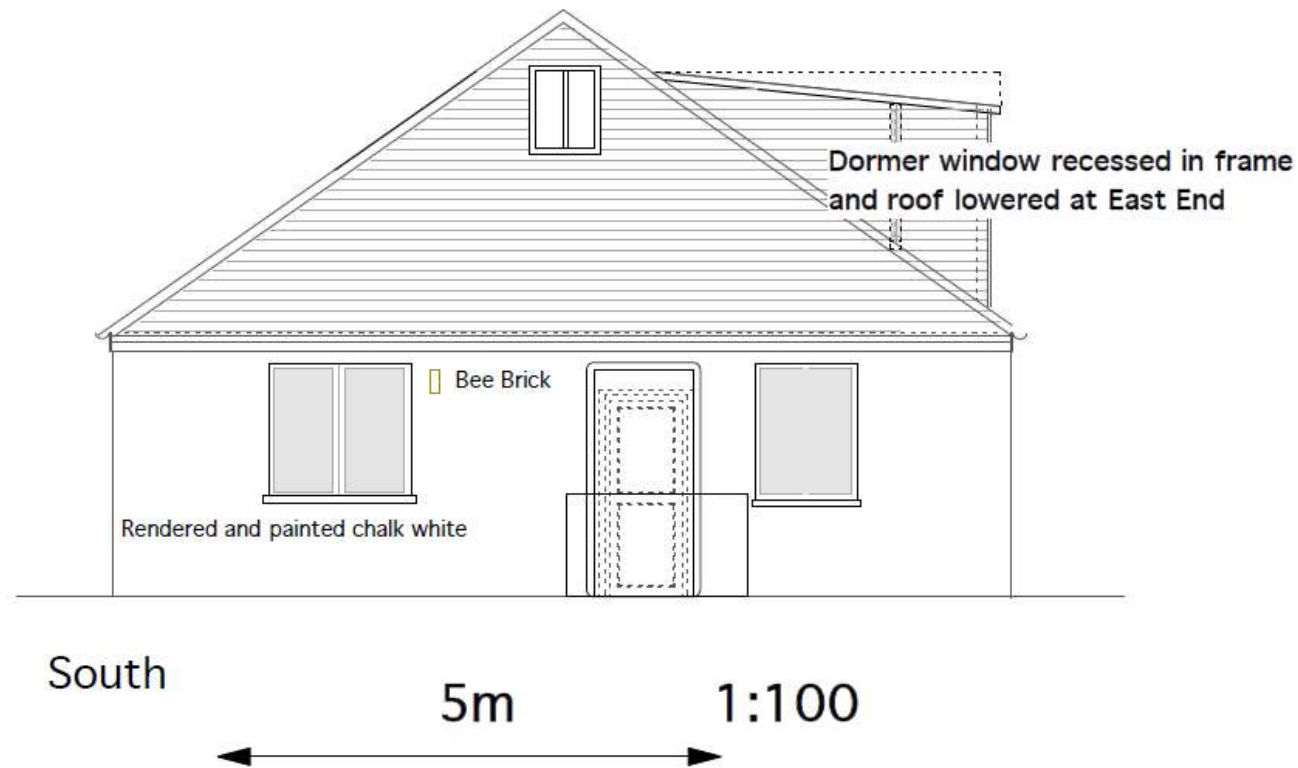 Dormer window recessed in frame
and roof lowered at East End
Bee Brick
Rendered and painted chalk white
South
5m
1:100